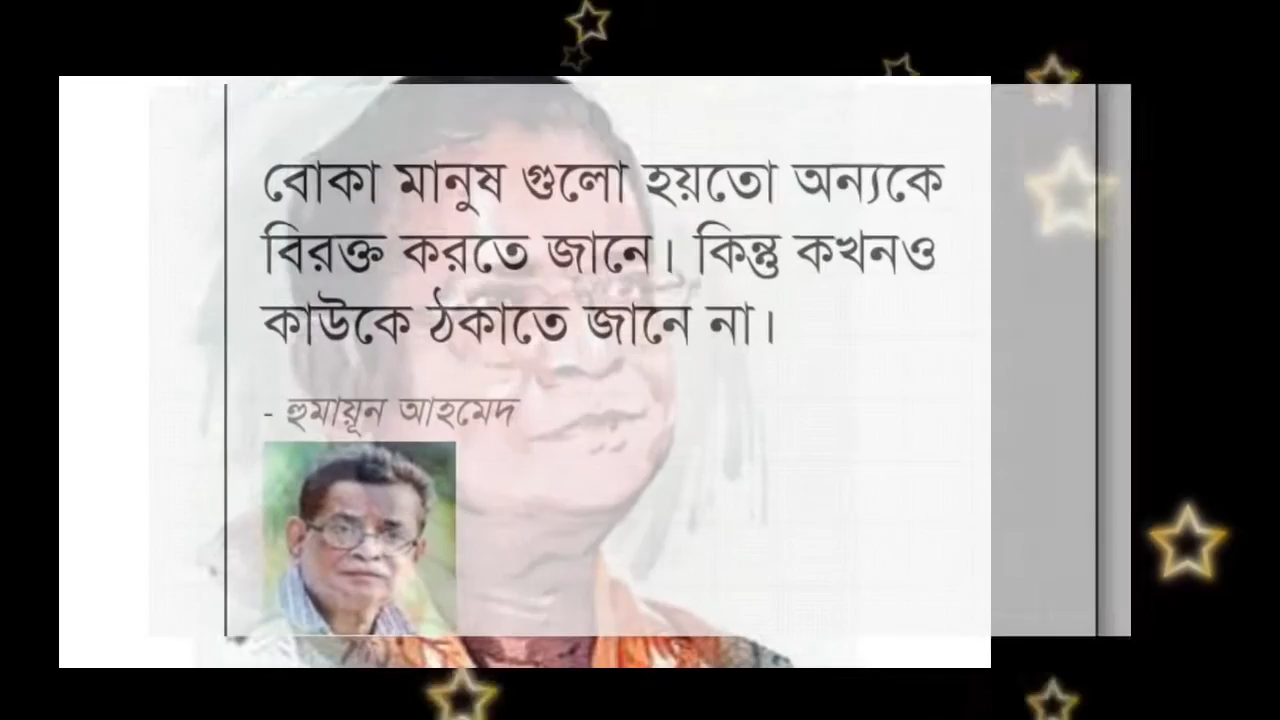 বোকা মানুষ গুলো হয়তো অন্যকে
বিরক্ত করতে জানে। কিন্তু কখনও
কাউকে ঠকাতে জানে না।
- হুমায়ূন আহমেদ